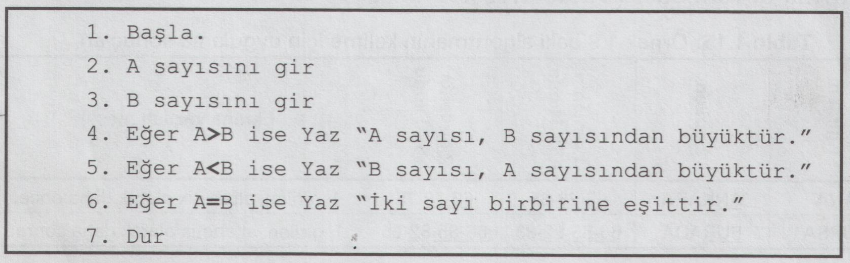 1. Başla.
2. A sayısını gir
3. B sayısını gir
4. Eğer A>B ise Yaz “A sayısı, B sayısından büyüktür.”
5. Eğer A<B ise Yaz “B sayısı, A sayısından büyüktür.”
6. Eğer A=B ise Yaz “İki sayı birbirine eşittir.”
7. Dur